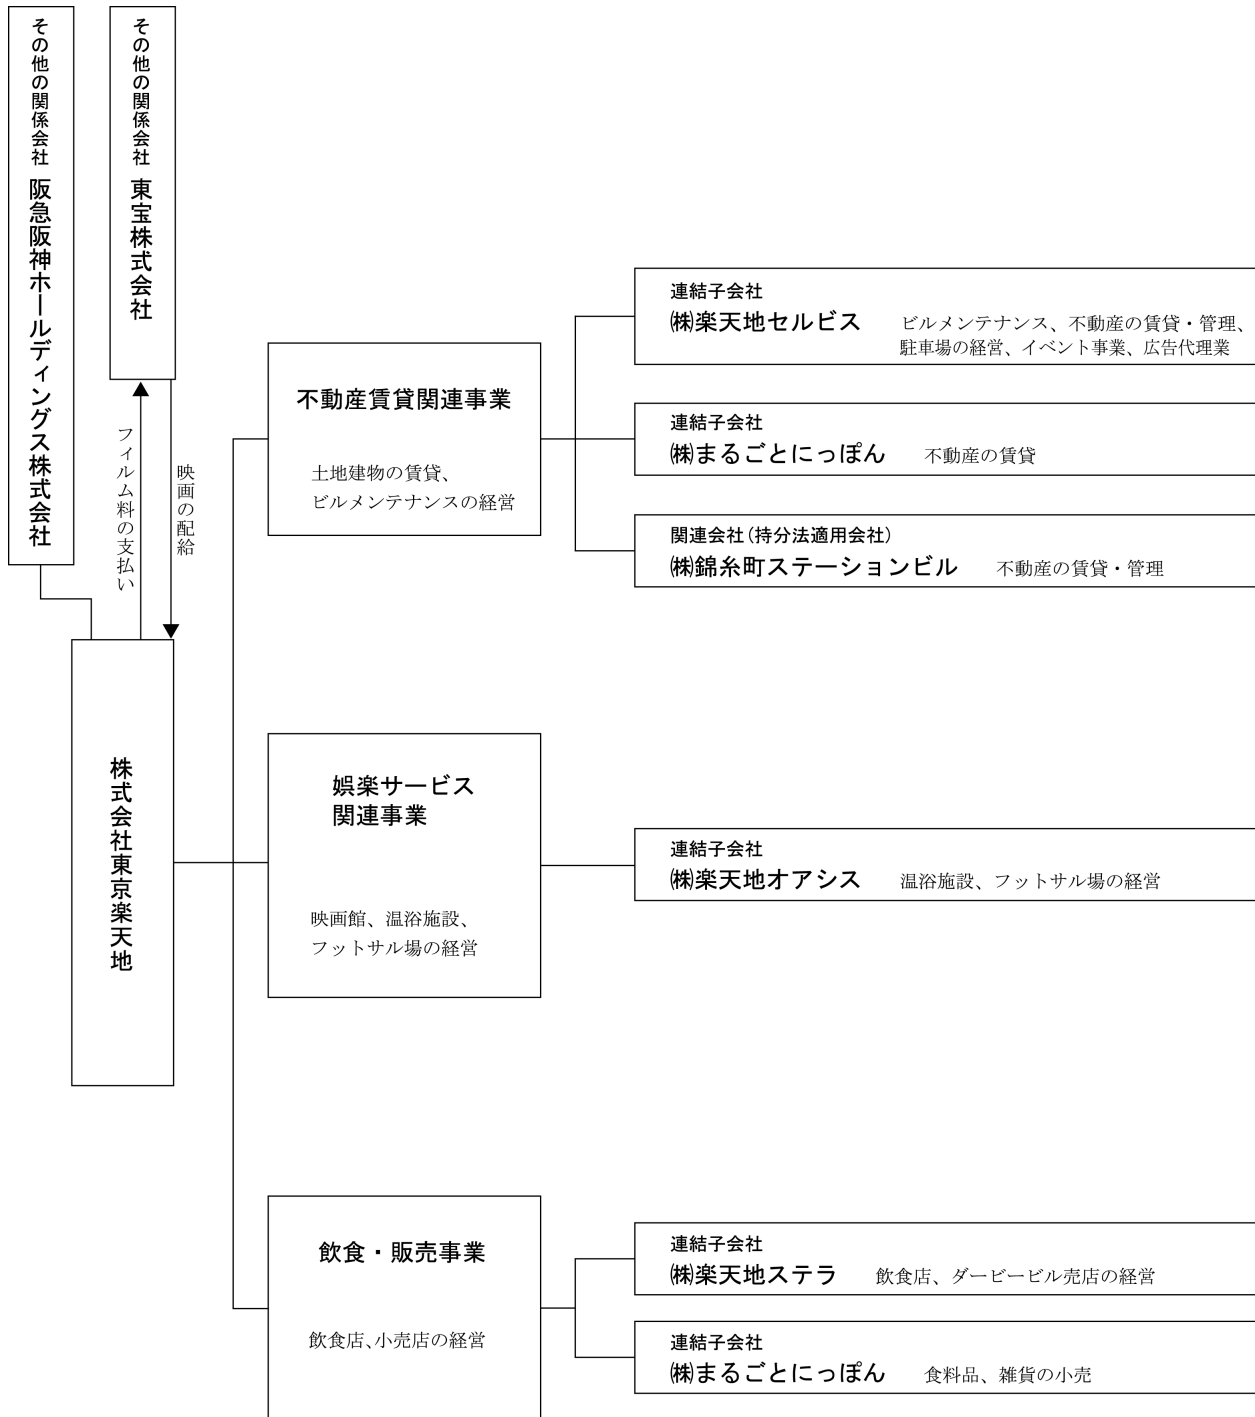 その他の関係会社 阪急阪神ホールディングス株式会社
その他の関係会社 東宝株式会社
フィルム料の支払い
映画の配給
株式会社東京楽天地
不動産賃貸関連事業
土地建物の賃貸、
ビルメンテナンスの経営
連結子会社
㈱楽天地セルビス ビルメンテナンス、不動産の賃貸・管理、
駐車場の経営、イベント事業、広告代理業
連結子会社
㈱まるごとにっぽん 不動産の賃貸
関連会社(持分法適用会社)
㈱錦糸町ステーションビル 不動産の賃貸・管理
娯楽サービス
関連事業
映画館、温浴施設、
フットサル場の経営
連結子会社
㈱楽天地オアシス 温浴施設、フットサル場の経営
飲食・販売事業
飲食店、小売店の経営
連結子会社
㈱楽天地ステラ 飲食店、ダービービル売店の経営
連結子会社
㈱まるごとにっぽん 食料品、雑貨の小売